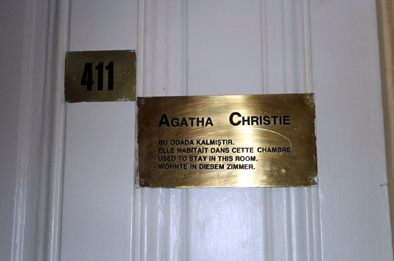 411
AGATHA CHRISTIE
BU ODADA KALMIŞTIR.
ELLE HABITAIT DANS CETTE CHAMBRE.
USED TO STAY IN THIS ROOM.
WOHNTE IN DIESEM ZIMMER.